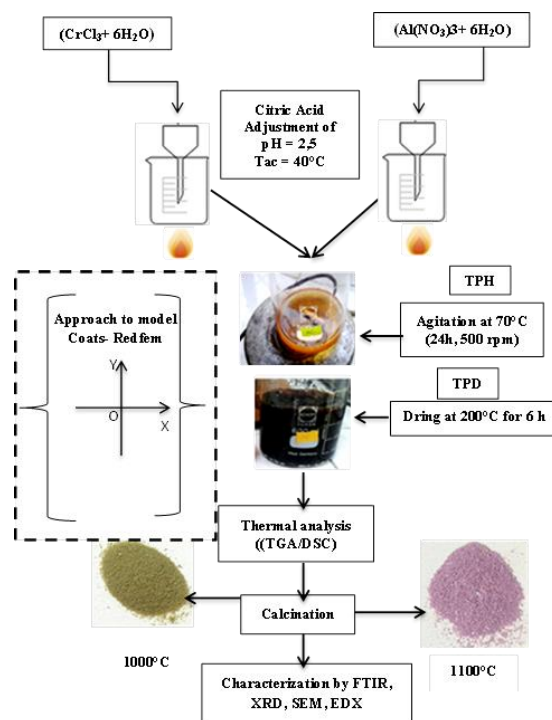 (CrCl3+ 6H2O)
(Al(NO3)3+ 6H2O)
Citric Acid
Adjustment of
pH = 2,5
Tac = 40°C
TPH
Agitation at 70°C
(24h, 500 rpm)
TPD
Dring at 200°C for 6 h
Approach to model
Coats- Redfem
Y
O
X
Thermal analysis
((TGA/DSC)
Calcination
1000°C
1100°C
Characterization by FTIR,
XRD, SEM, EDX